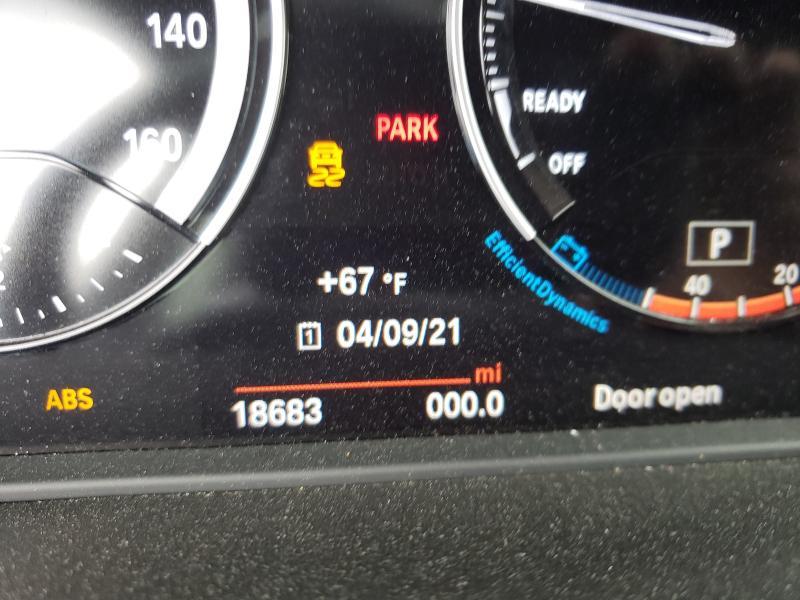 140
160
PARK
READY
OFF
P
EfficientDynamics
40
20
+67 °F
1 04/09/21
mi
ABS
18683 000.0
Door open